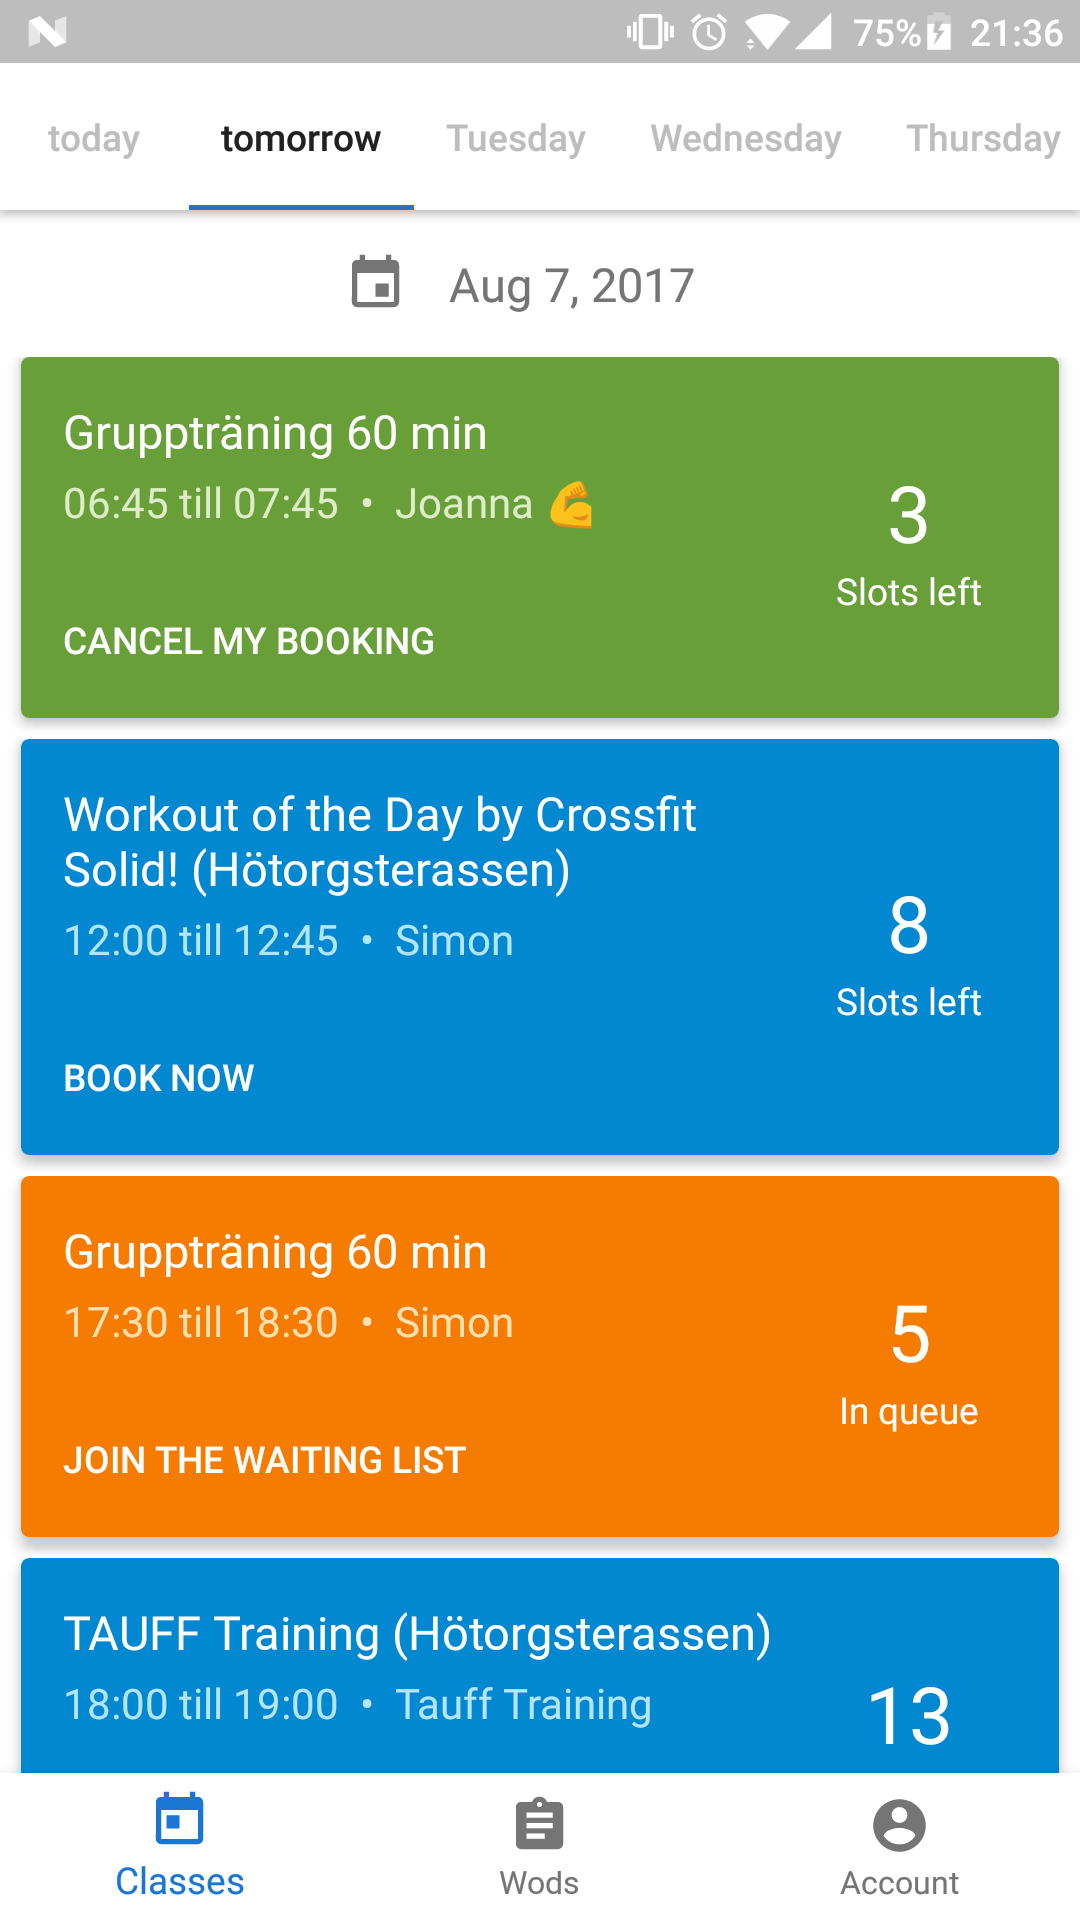 75% 21:36
today tomorrow Tuesday Wednesday Thursday
Aug 7, 2017
Gruppträning 60 min
06:45 till 07:45 • Joanna 💪
3
Slots left
CANCEL MY BOOKING
Workout of the Day by Crossfit
Solid! (Hötorgsterassen)
12:00 till 12:45 • Simon
8
Slots left
BOOK NOW
Gruppträning 60 min
17:30 till 18:30 • Simon
5
In queue
JOIN THE WAITING LIST
TAUFF Training (Hötorgsterassen)
18:00 till 19:00 • Tauff Training
13
Classes Wods Account